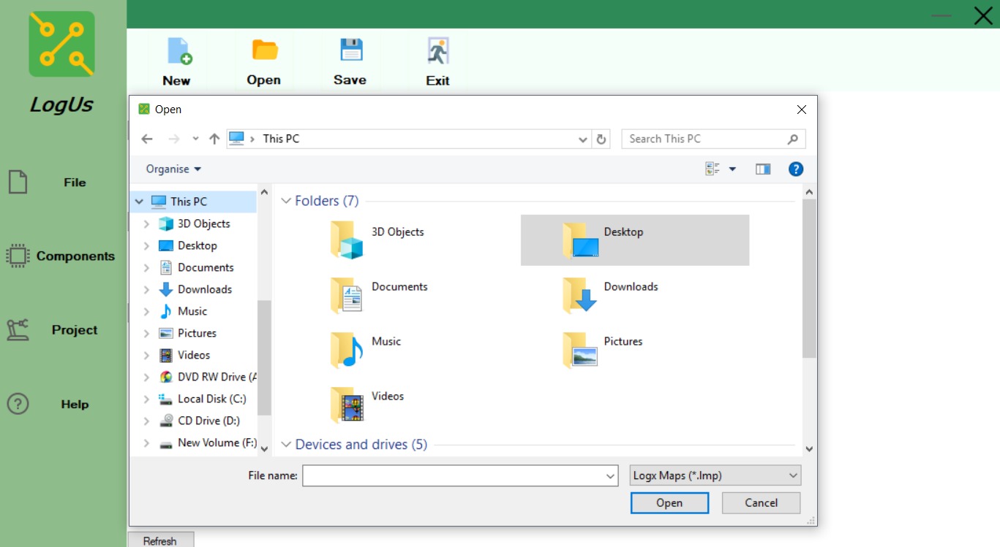 New
Open
Save
Exit
LogUs
File
Components
Project
Help
Open
This PC
Search This PC
Organise
This PC
3D Objects
Desktop
Documents
Downloads
Music
Pictures
Videos
DVD RW Drive (A
Local Disk (C:)
CD Drive (D:)
New Volume (F:)
Folders (7)
3D Objects
Desktop
Documents
Downloads
Music
Pictures
Videos
Devices and drives (5)
File name:
Logx Maps (*.lmp)
Open
Cancel
Refresh